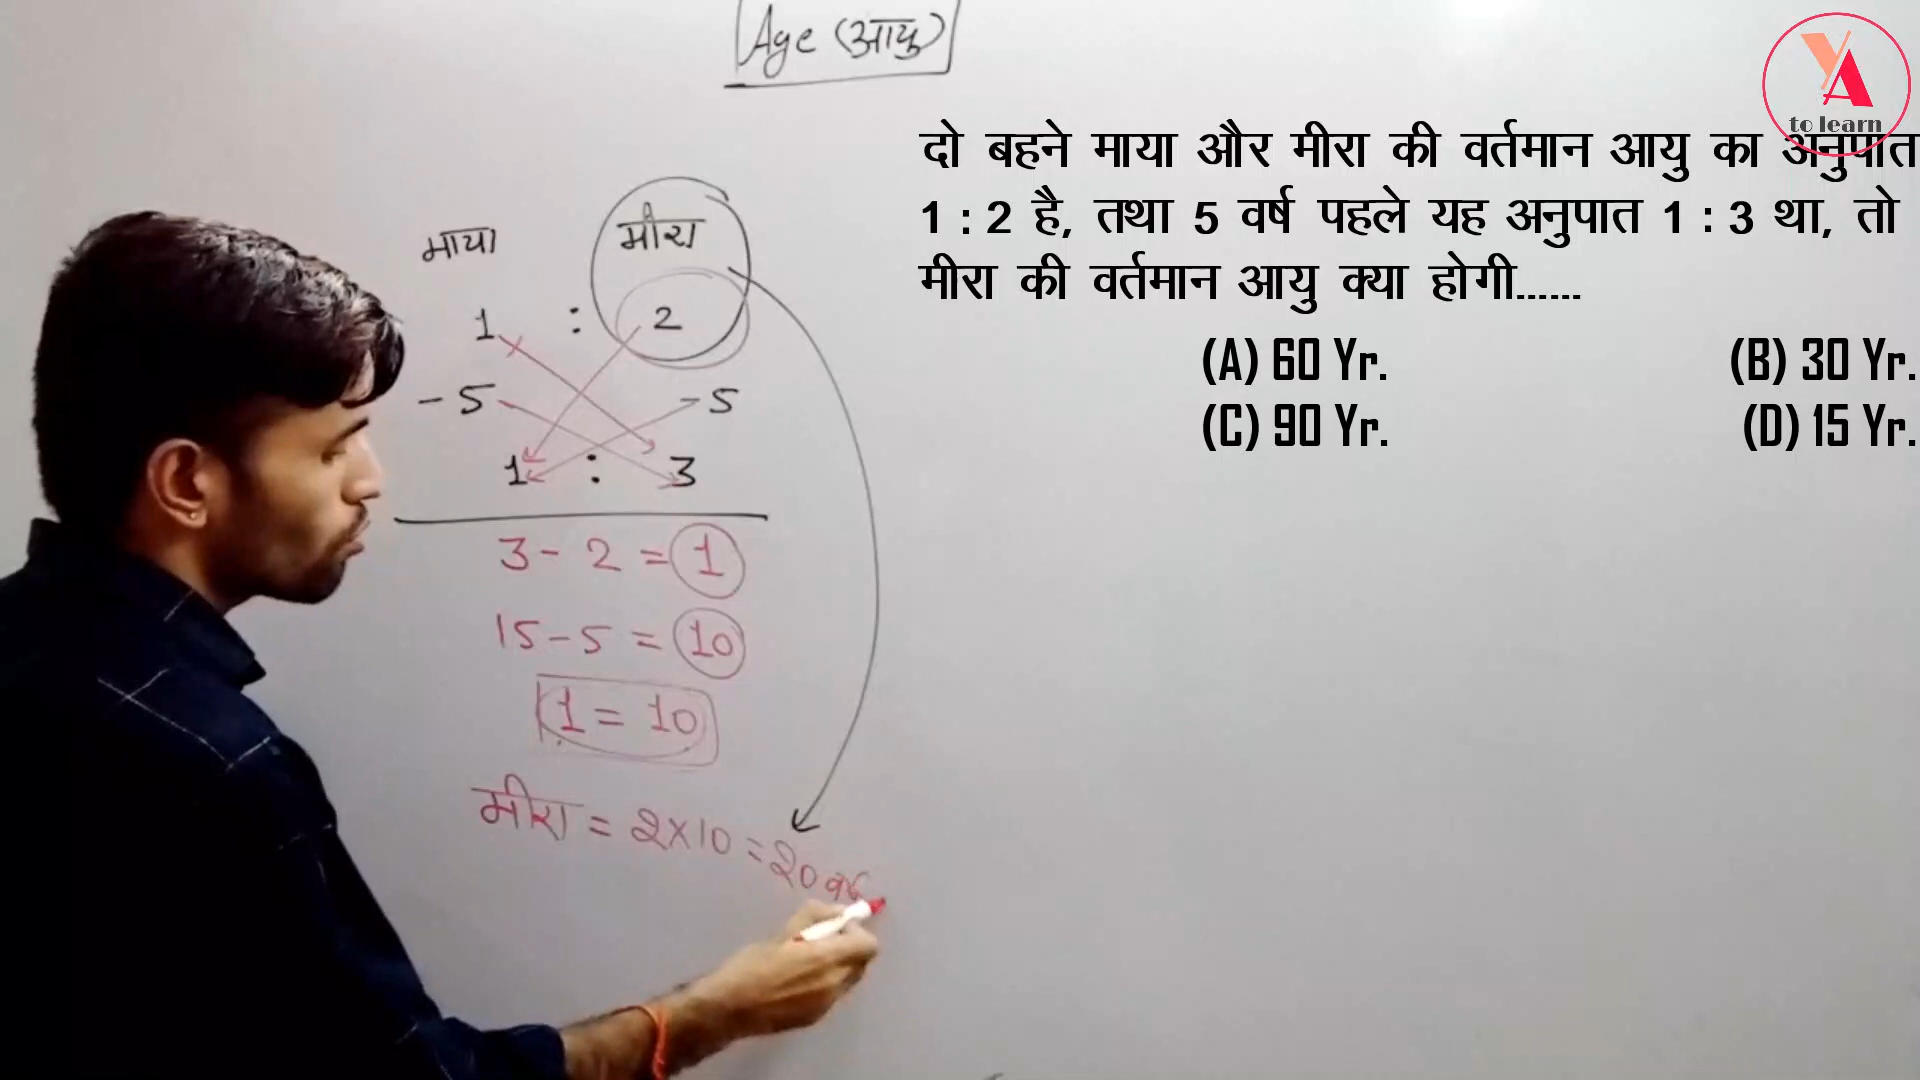 Age (आयु)
YA
to learn
दो बहने माया और मीरा की वर्तमान आयु का अनुपात
1 : 2 है, तथा 5 वर्ष पहले यह अनुपात 1 : 3 था, तो
मीरा की वर्तमान आयु क्या होगी......
(A) 60 Yr. (B) 30 Yr.
(C) 90 Yr. (D) 15 Yr.
माया मीरा
1 : 2
- 5 - 5
1 : 3
3 - 2 = 1
15 - 5 = 10
1 = 10
मीरा = 2 x 10 = 20 वर्ष